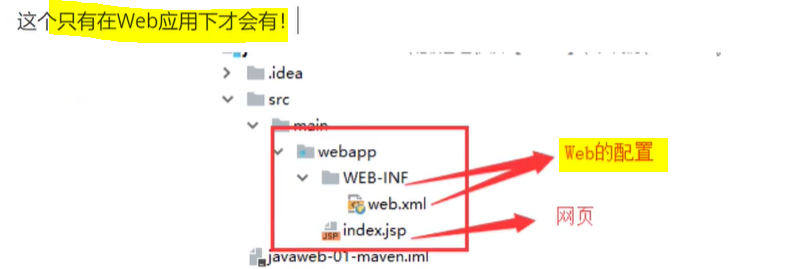 这个只有在Web应用下才会有！
.idea
src
main
webapp
WEB-INF
Web的配置
web.xml
index.jsp
网页
javaweb-01-maven.iml